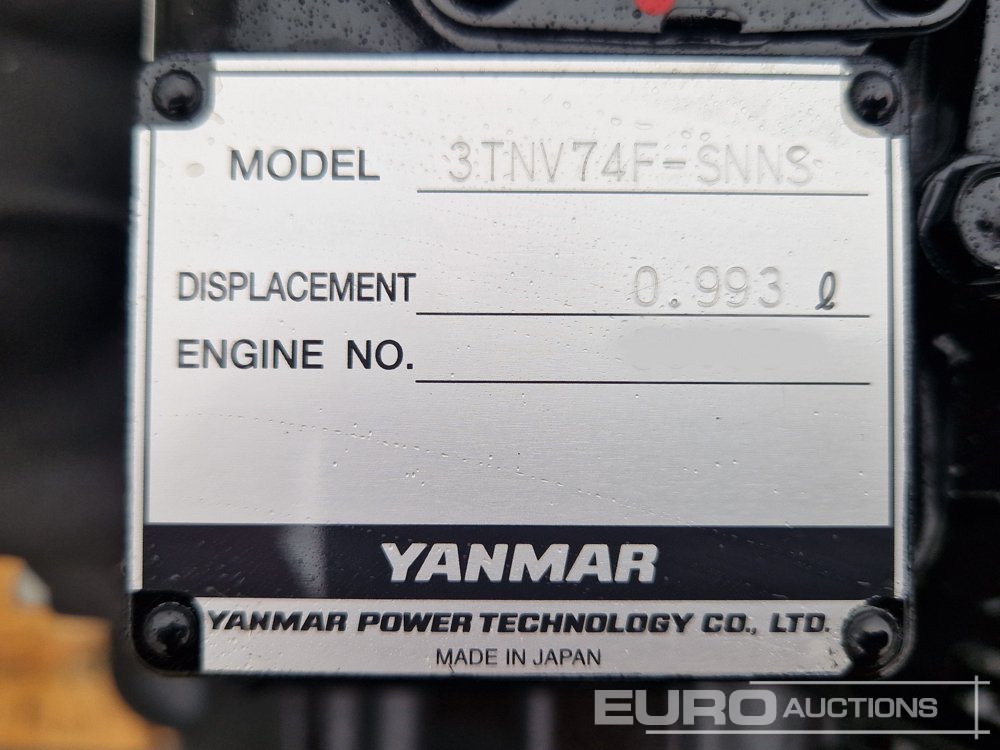 MODEL 3TNV74F-SNNS
DISPLACEMENT 0.993 ℓ
ENGINE NO.
YANMAR
YANMAR POWER TECHNOLOGY CO., LTD.
MADE IN JAPAN
EURO AUCTIONS